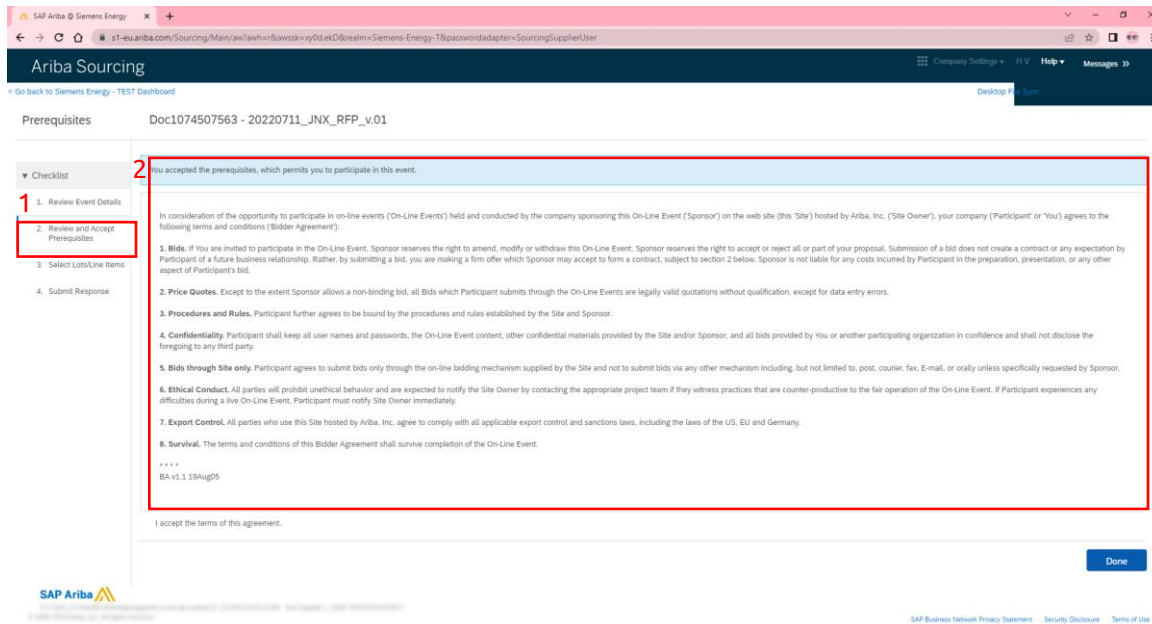 SAP Ariba @ Siemens Energy
s1-eu.ariba.com/Sourcing/Main/aw?awh=r&awssk=xy0d.ekD&realm=Siemens-Energy-T&passwordadapter=SourcingSupplierUser
Ariba Sourcing
Company Settings H V Help Messages >>
< Go back to Siemens Energy - TEST Dashboard
Desktop File Sync
Prerequisites
Doc1074507563 - 20220711_JNX_RFP_v.01
Checklist
2
You accepted the prerequisites, which permits you to participate in this event.
1
1. Review Event Details
2. Review and Accept
Prerequisites
3. Select Lots/Line Items
4. Submit Response
In consideration of the opportunity to participate in on-line events ('On-Line Events') held and conducted by the company sponsoring this On-Line Event ('Sponsor') on the web site (this 'Site') hosted by Ariba, Inc. ('Site Owner'), your company ('Participant' or 'You') agrees to the
following terms and conditions ('Bidder Agreement'):
1. Bids. If You are invited to participate in the On-Line Event, Sponsor reserves the right to amend, modify or withdraw this On-Line Event. Sponsor reserves the right to accept or reject all or part of your proposal. Submission of a bid does not create a contract or any expectation by
Participant of a future business relationship. Rather, by submitting a bid, you are making a firm offer which Sponsor may accept to form a contract, subject to section 2 below. Sponsor is not liable for any costs incurred by Participant in the preparation, presentation, or any other
aspect of Participant's bid.
2. Price Quotes. Except to the extent Sponsor allows a non-binding bid, all Bids which Participant submits through the On-Line Events are legally valid quotations without qualification, except for data entry errors.
3. Procedures and Rules. Participant further agrees to be bound by the procedures and rules established by the Site and Sponsor.
4. Confidentiality. Participant shall keep all user names and passwords, the On-Line Event content, other confidential materials provided by the Site and/or Sponsor, and all bids provided by You or another participating organization in confidence and shall not disclose the
foregoing to any third party.
5. Bids through Site only. Participant agrees to submit bids only through the on-line bidding mechanism supplied by the Site and not to submit bids via any other mechanism including, but not limited to, post, courier, fax, E-mail, or orally unless specifically requested by Sponsor.
6. Ethical Conduct. All parties will prohibit unethical behavior and are expected to notify the Site Owner by contacting the appropriate project team if they witness practices that are counter-productive to the fair operation of the On-Line Event. If Participant experiences any
difficulties during a live On-Line Event, Participant must notify Site Owner immediately.
7. Export Control. All parties who use this Site hosted by Ariba, Inc. agree to comply with all applicable export control and sanctions laws, including the laws of the US, EU and Germany.
8. Survival. The terms and conditions of this Bidder Agreement shall survive completion of the On-Line Event.
* * * *
BA v1.1 19Aug05
I accept the terms of this agreement.
Done
SAP Ariba
SAP Business Network Privacy Statement Security Disclosure Terms of Use